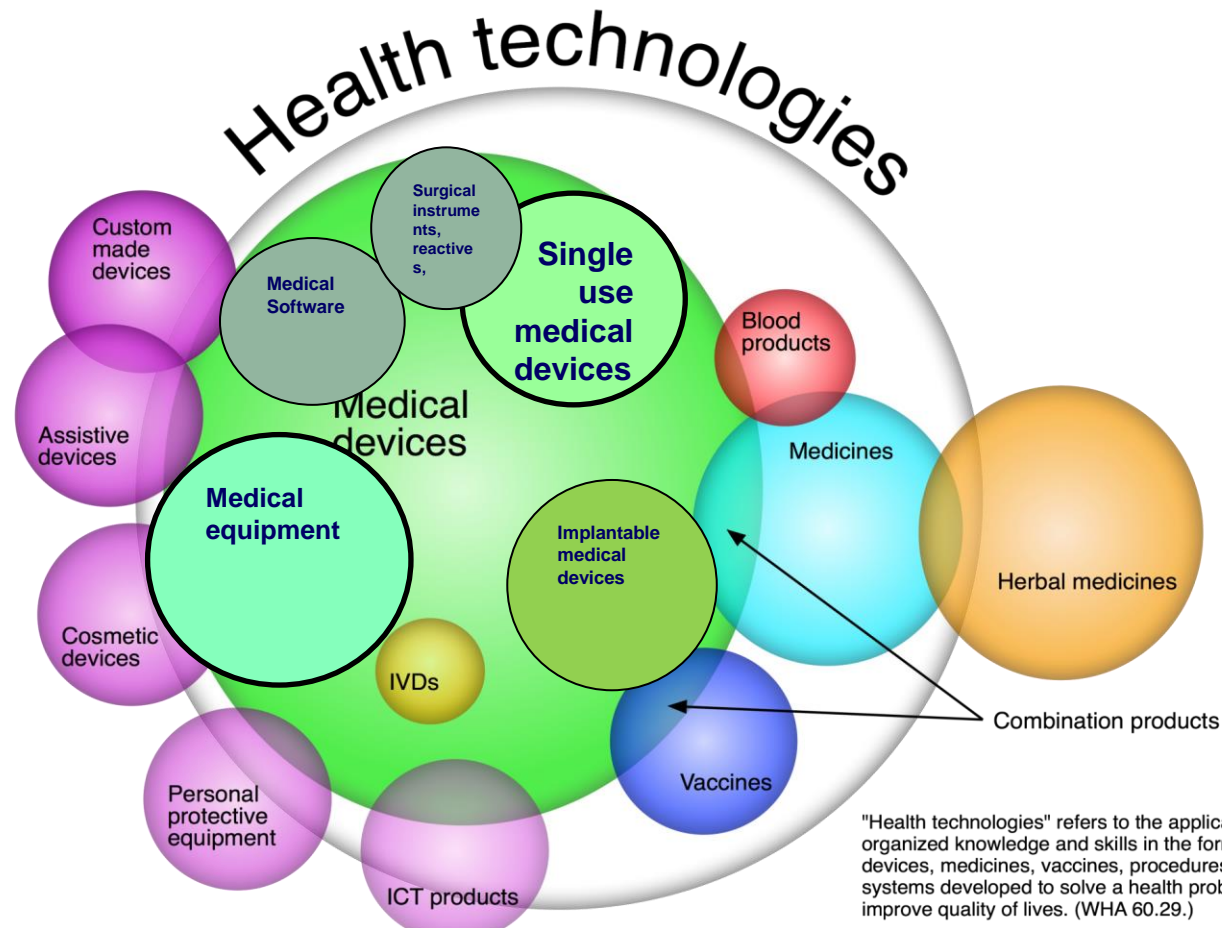 Health technologies
Surgical
instrume
nts,
reactive
s,
Custom
made
devices
Single
use
medical
devices
Medical
Software
Blood
products
Medical
devices
Assistive
devices
Medicines
Medical
equipment
Implantable
medical
devices
Herbal medicines
Cosmetic
devices
IVDs
Combination products
Vaccines
Personal
protective
equipment
ICT products
"Health technologies" refers to the applica
organized knowledge and skills in the for
devices, medicines, vaccines, procedures
systems developed to solve a health prob
improve quality of lives. (WHA 60.29.)